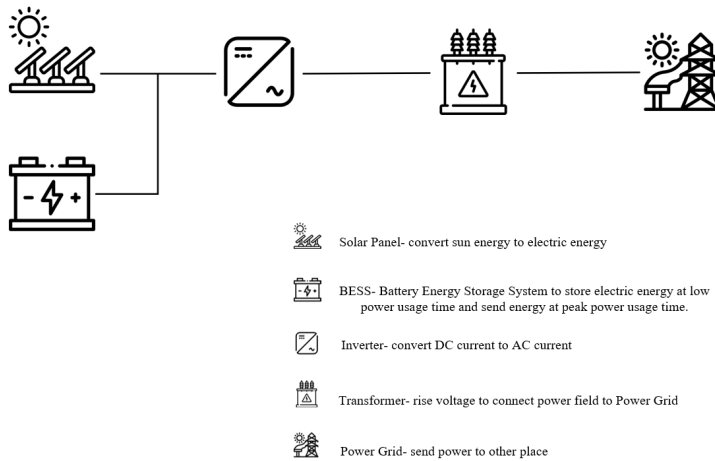 Solar Panel- convert sun energy to electric energy
BESS- Battery Energy Storage System to store electric energy at low
power usage time and send energy at peak power usage time.
Inverter- convert DC current to AC current
Transformer- rise voltage to connect power field to Power Grid
Power Grid- send power to other place